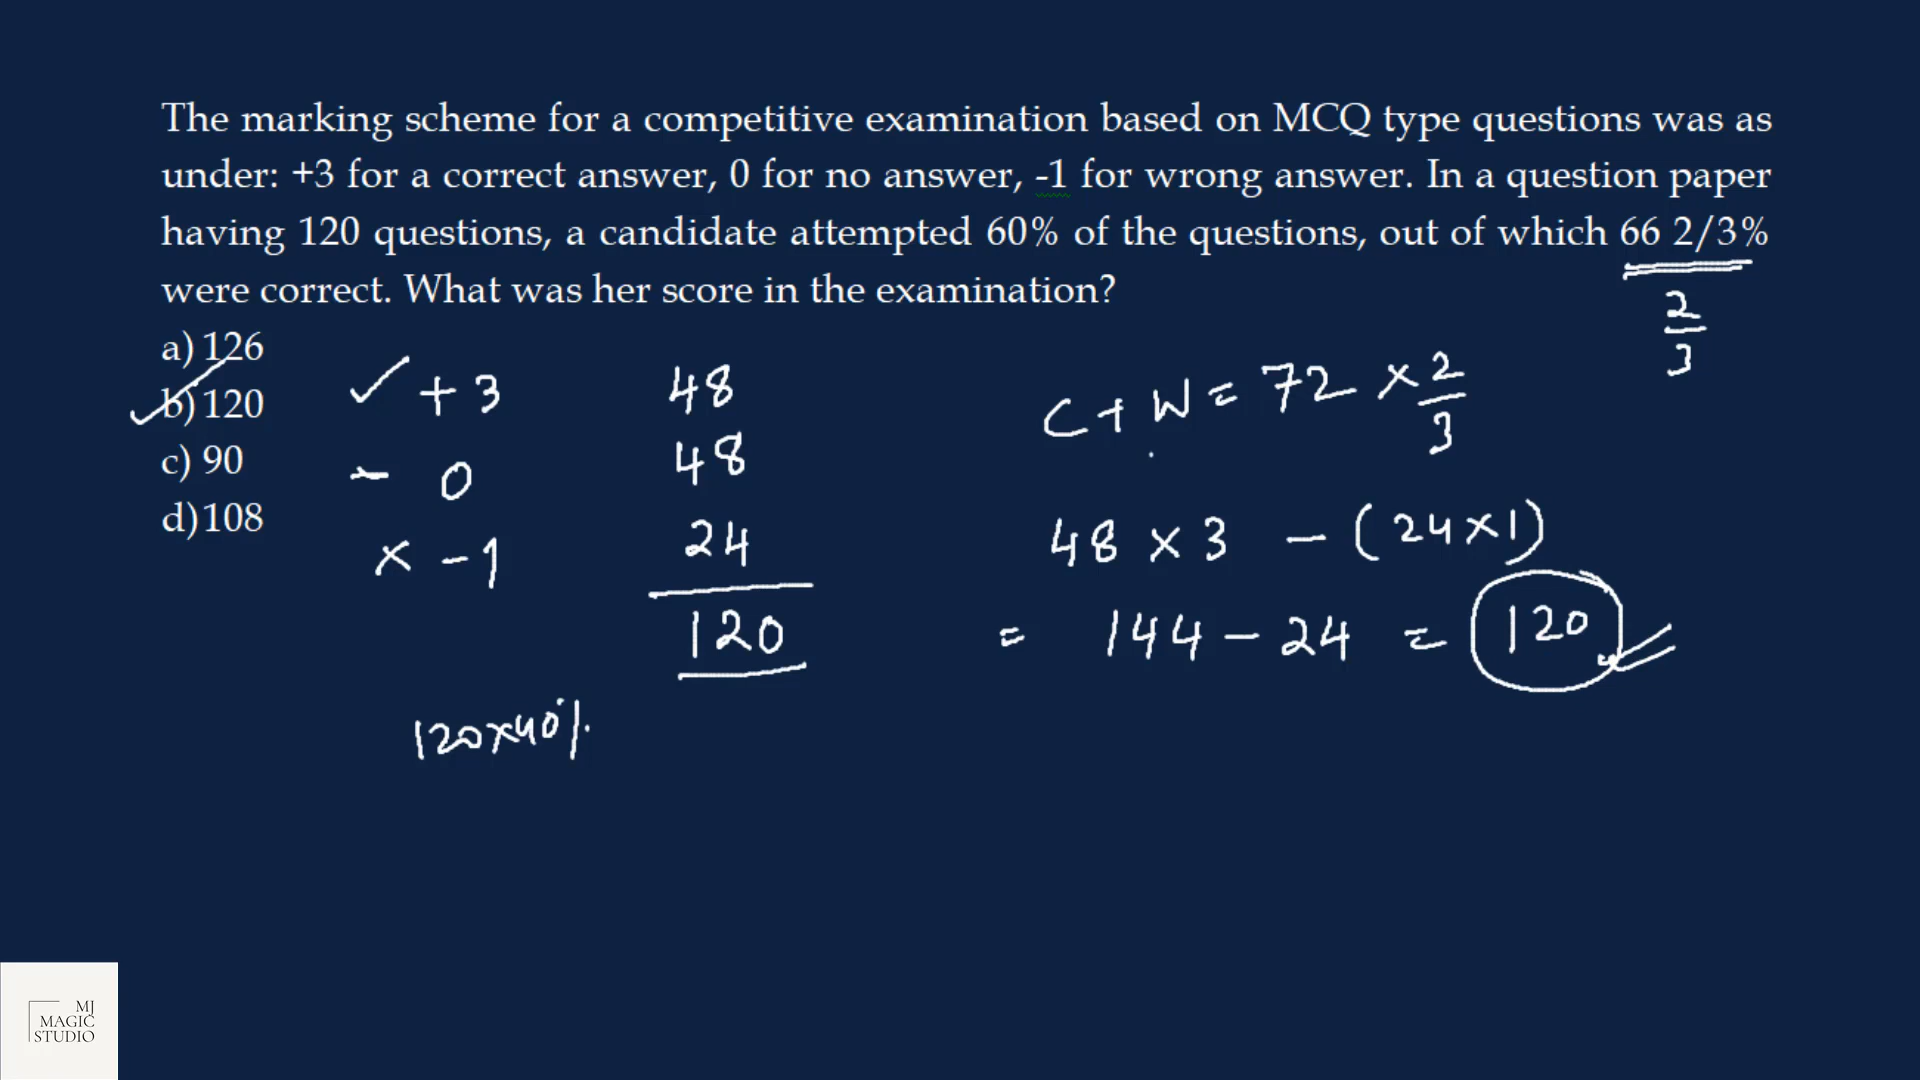 The marking scheme for a competitive examination based on MCQ type questions was as
under: +3 for a correct answer, 0 for no answer, -1 for wrong answer. In a question paper
having 120 questions, a candidate attempted 60% of the questions, out of which 66 2/3%
were correct. What was her score in the examination?
2/3
a) 126
b) 120
c) 90
d) 108
✓ +3 48
- 0 48
x -1 24
120
120x40%
C + W = 72 x 2/3
48 x 3 - (24x1)
= 144 - 24 = 120
MJ
MAGIC
STUDIO